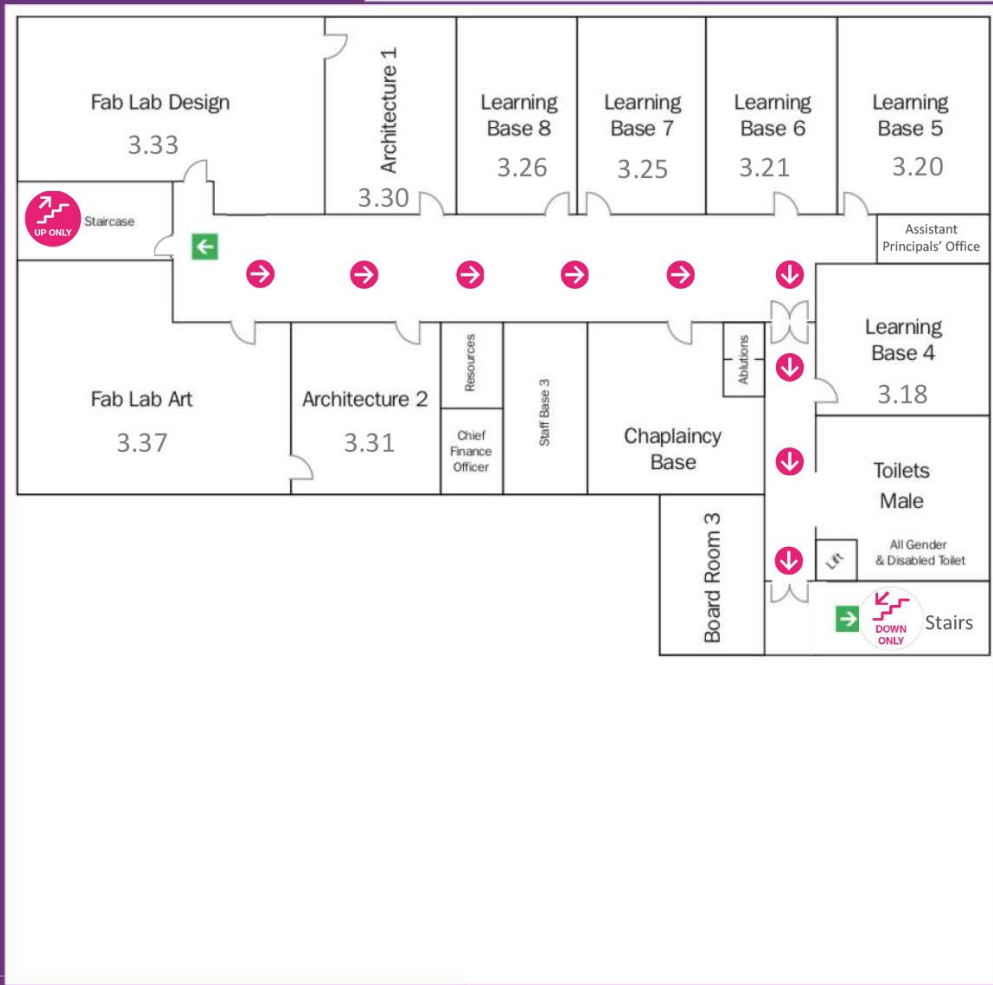 Fab Lab Design
3.33
Architecture 1
3.30
Learning
Base 8
3.26
Learning
Base 7
3.25
Learning
Base 6
3.21
Learning
Base 5
3.20
UP ONLY
Staircase
Assistant
Principals' Office
Fab Lab Art
3.37
Architecture 2
3.31
Resources
Chief
Finance
Officer
Staff Base 3
Chaplaincy
Base
Ablutions
Learning
Base 4
3.18
Toilets
Male
All Gender
& Disabled Toilet
Lift
Board Room 3
DOWN
ONLY
Stairs